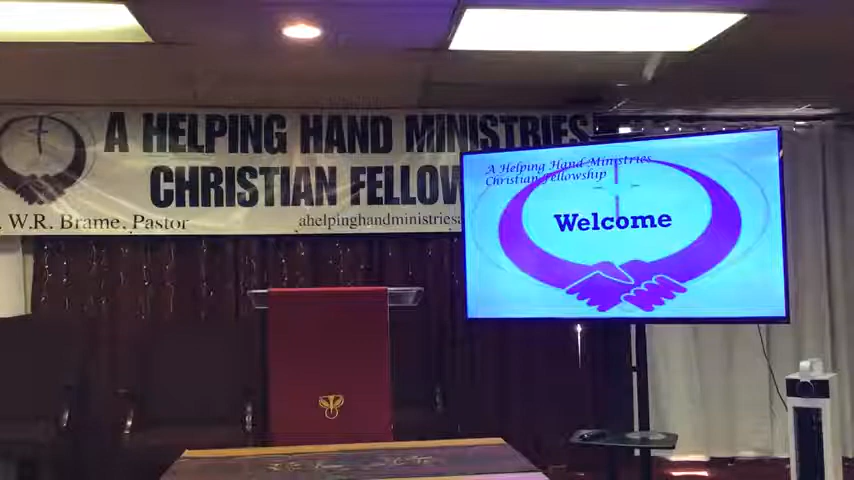 A HELPING HAND MINISTRIES
CHRISTIAN FELLOW
W.R. Brame, Pastor
ahelpinghandministries
A Helping Hand Ministries
Christian Fellowship
Welcome